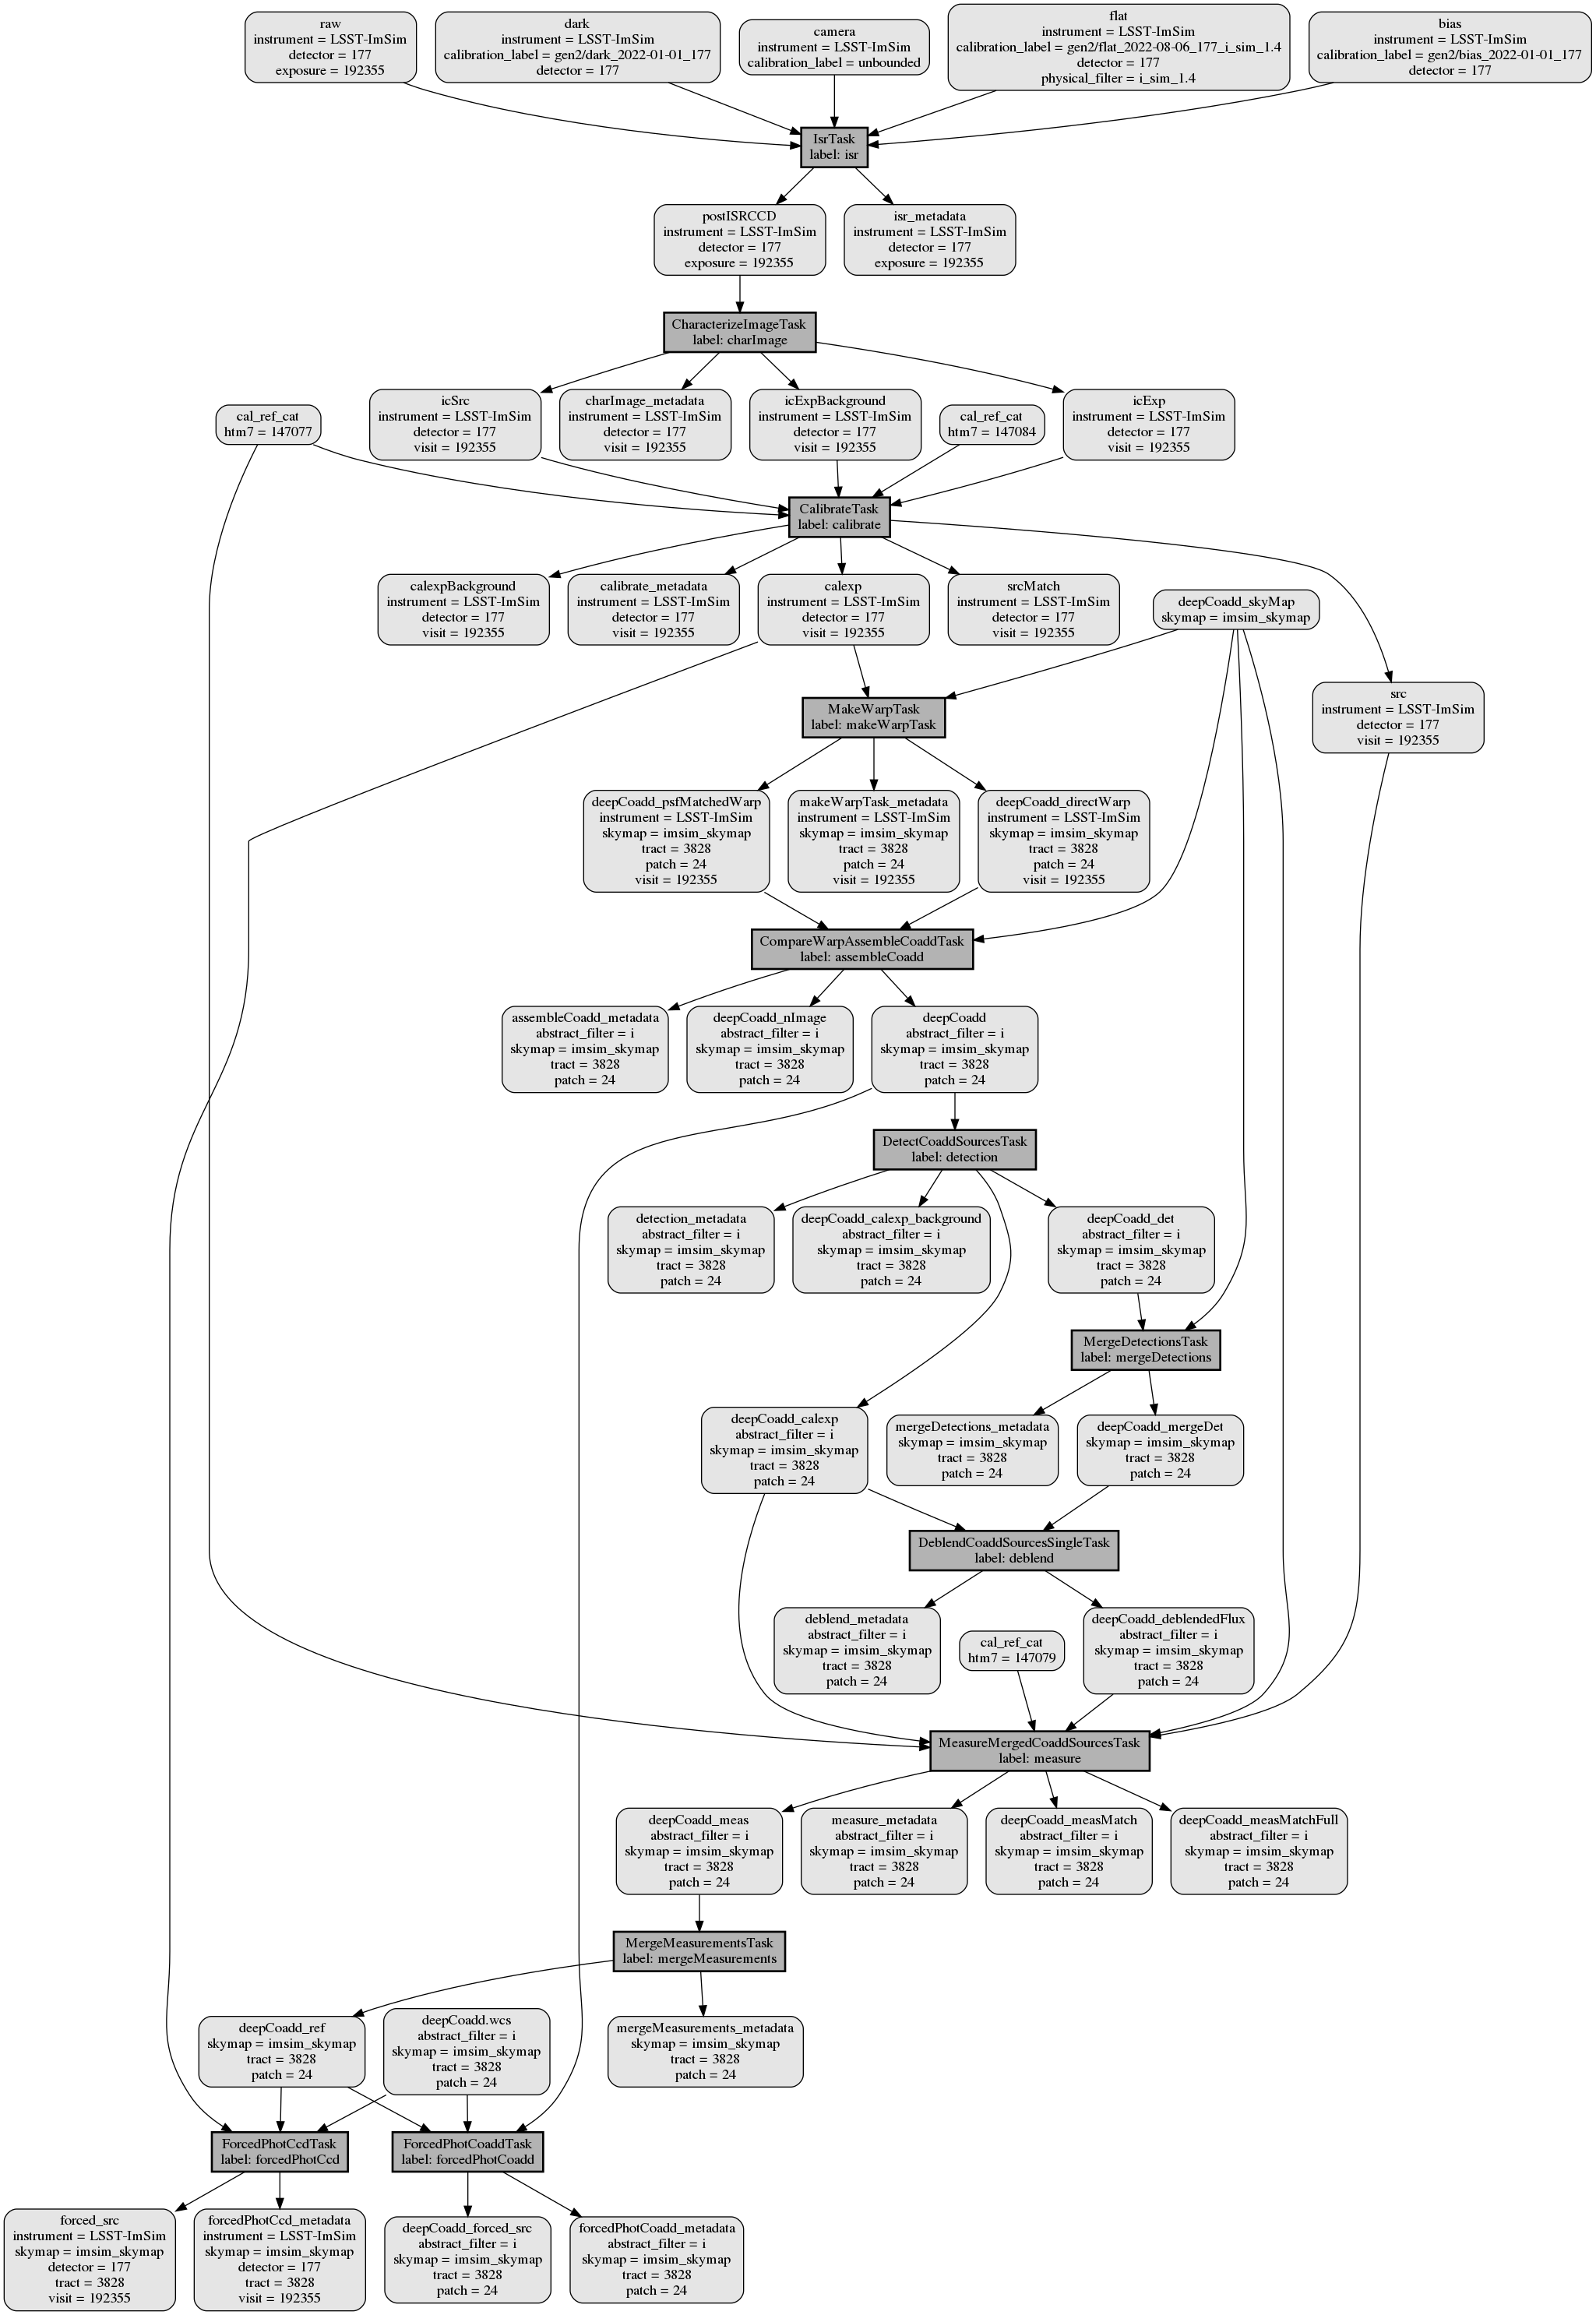 raw
instrument = LSST-ImSim
detector = 177
exposure = 192355
dark
instrument = LSST-ImSim
calibration_label = gen2/dark_2022-01-01_177
detector = 177
camera
instrument = LSST-ImSim
calibration_label = unbounded
flat
instrument = LSST-ImSim
calibration_label = gen2/flat_2022-08-06_177_i_sim_1.4
detector = 177
physical_filter = i_sim_1.4
bias
instrument = LSST-ImSim
calibration_label = gen2/bias_2022-01-01_177
detector = 177
IsrTask
label: isr
postISRCCD
instrument = LSST-ImSim
detector = 177
exposure = 192355
isr_metadata
instrument = LSST-ImSim
detector = 177
exposure = 192355
CharacterizeImageTask
label: charImage
cal_ref_cat
htm7 = 147077
icSrc
instrument = LSST-ImSim
detector = 177
visit = 192355
charImage_metadata
instrument = LSST-ImSim
detector = 177
visit = 192355
icExpBackground
instrument = LSST-ImSim
detector = 177
visit = 192355
cal_ref_cat
htm7 = 147084
icExp
instrument = LSST-ImSim
detector = 177
visit = 192355
CalibrateTask
label: calibrate
calexpBackground
instrument = LSST-ImSim
detector = 177
visit = 192355
calibrate_metadata
instrument = LSST-ImSim
detector = 177
visit = 192355
calexp
instrument = LSST-ImSim
detector = 177
visit = 192355
srcMatch
instrument = LSST-ImSim
detector = 177
visit = 192355
deepCoadd_skyMap
skymap = imsim_skymap
src
instrument = LSST-ImSim
detector = 177
visit = 192355
MakeWarpTask
label: makeWarpTask
deepCoadd_psfMatchedWarp
instrument = LSST-ImSim
skymap = imsim_skymap
tract = 3828
patch = 24
visit = 192355
makeWarpTask_metadata
instrument = LSST-ImSim
skymap = imsim_skymap
tract = 3828
patch = 24
visit = 192355
deepCoadd_directWarp
instrument = LSST-ImSim
skymap = imsim_skymap
tract = 3828
patch = 24
visit = 192355
CompareWarpAssembleCoaddTask
label: assembleCoadd
assembleCoadd_metadata
abstract_filter = i
skymap = imsim_skymap
tract = 3828
patch = 24
deepCoadd_nImage
abstract_filter = i
skymap = imsim_skymap
tract = 3828
patch = 24
deepCoadd
abstract_filter = i
skymap = imsim_skymap
tract = 3828
patch = 24
DetectCoaddSourcesTask
label: detection
detection_metadata
abstract_filter = i
skymap = imsim_skymap
tract = 3828
patch = 24
deepCoadd_calexp_background
abstract_filter = i
skymap = imsim_skymap
tract = 3828
patch = 24
deepCoadd_det
abstract_filter = i
skymap = imsim_skymap
tract = 3828
patch = 24
MergeDetectionsTask
label: mergeDetections
deepCoadd_calexp
abstract_filter = i
skymap = imsim_skymap
tract = 3828
patch = 24
mergeDetections_metadata
skymap = imsim_skymap
tract = 3828
patch = 24
deepCoadd_mergeDet
skymap = imsim_skymap
tract = 3828
patch = 24
DeblendCoaddSourcesSingleTask
label: deblend
deblend_metadata
abstract_filter = i
skymap = imsim_skymap
tract = 3828
patch = 24
cal_ref_cat
htm7 = 147079
deepCoadd_deblendedFlux
abstract_filter = i
skymap = imsim_skymap
tract = 3828
patch = 24
MeasureMergedCoaddSourcesTask
label: measure
deepCoadd_meas
abstract_filter = i
skymap = imsim_skymap
tract = 3828
patch = 24
measure_metadata
abstract_filter = i
skymap = imsim_skymap
tract = 3828
patch = 24
deepCoadd_measMatch
abstract_filter = i
skymap = imsim_skymap
tract = 3828
patch = 24
deepCoadd_measMatchFull
abstract_filter = i
skymap = imsim_skymap
tract = 3828
patch = 24
MergeMeasurementsTask
label: mergeMeasurements
deepCoadd_ref
skymap = imsim_skymap
tract = 3828
patch = 24
deepCoadd.wcs
abstract_filter = i
skymap = imsim_skymap
tract = 3828
patch = 24
mergeMeasurements_metadata
skymap = imsim_skymap
tract = 3828
patch = 24
ForcedPhotCcdTask
label: forcedPhotCcd
ForcedPhotCoaddTask
label: forcedPhotCoadd
forced_src
instrument = LSST-ImSim
skymap = imsim_skymap
detector = 177
tract = 3828
visit = 192355
forcedPhotCcd_metadata
instrument = LSST-ImSim
skymap = imsim_skymap
detector = 177
tract = 3828
visit = 192355
deepCoadd_forced_src
abstract_filter = i
skymap = imsim_skymap
tract = 3828
patch = 24
forcedPhotCoadd_metadata
abstract_filter = i
skymap = imsim_skymap
tract = 3828
patch = 24